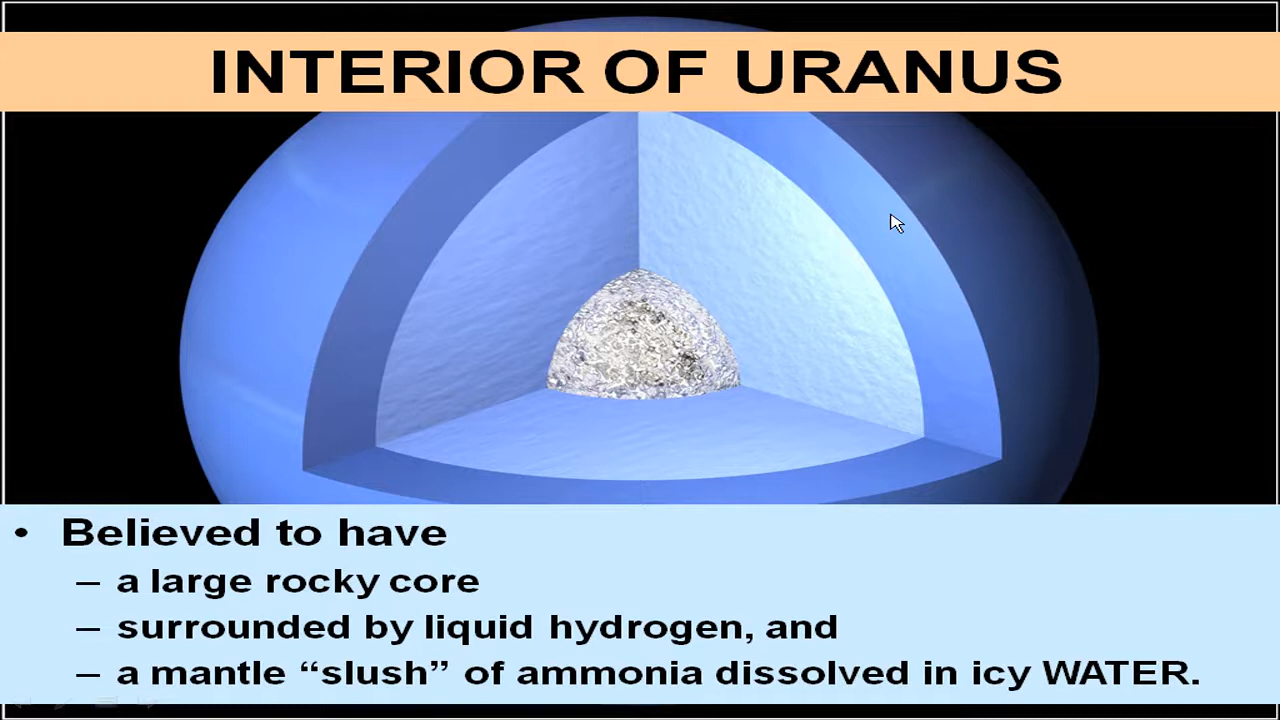 INTERIOR OF URANUS
• Believed to have
– a large rocky core
– surrounded by liquid hydrogen, and
– a mantle “slush” of ammonia dissolved in icy WATER.